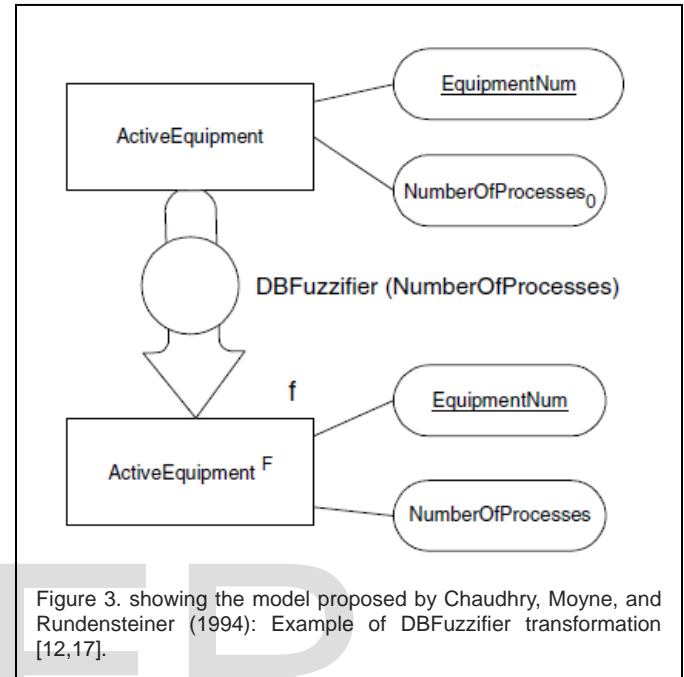 EquipmentNum
ActiveEquipment
NumberOfProcesses0
DBFuzzifier (NumberOfProcesses)
f
EquipmentNum
ActiveEquipment F
NumberOfProcesses
Figure 3. showing the model proposed by Chaudhry, Moyne, and
Rundensteiner (1994): Example of DBFuzzifier transformation
[12,17].